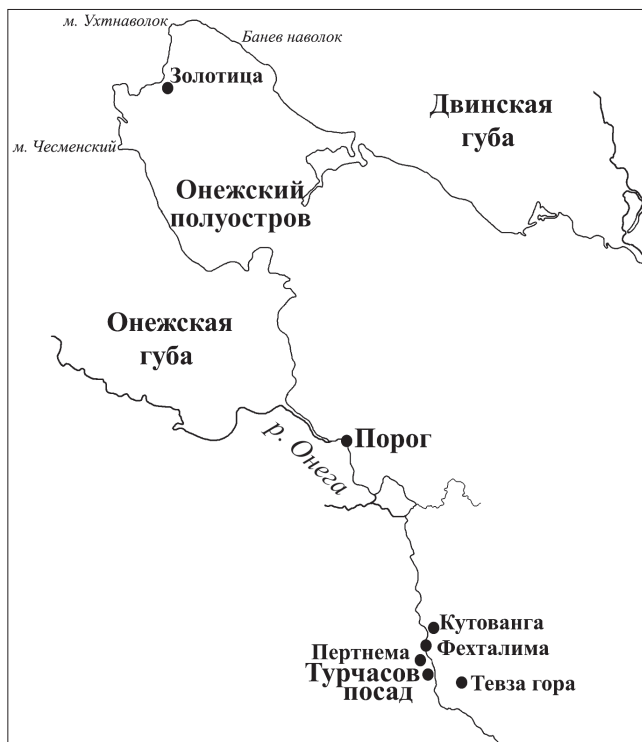 м. Ухтнаволок
Банев наволок
Золотица
Двинская
губа
м. Чесменский
Онежский
полуостров
Онежская
губа
Порог
р. Онега
Кутованга
Фехталима
Пертнема
Турчасов
посад
Тевза гора